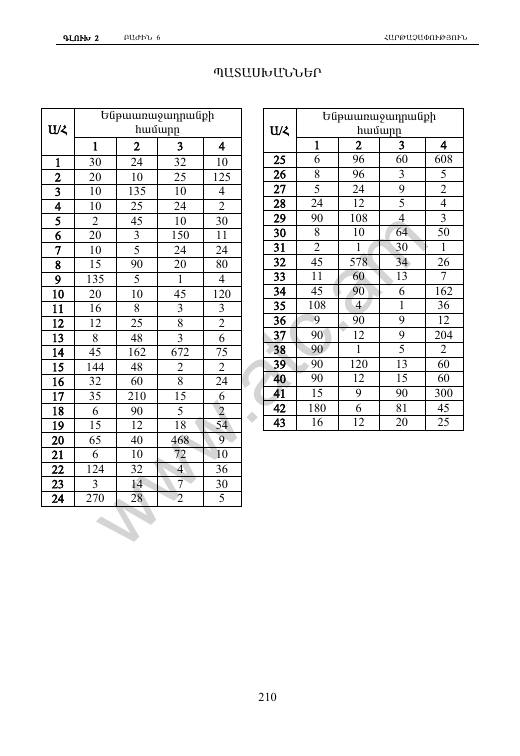 ԳԼՈՒԽ 2 ԲԱԺԻՆ 6 ՀԱՐԹԱՉԱՓՈՒԹՅՈՒՆ
ՊԱՏԱՍԽԱՆՆԵՐ
Ա/Հ Ենթաառաջադրանքի
համարը
1 2 3 4
1 30 24 32 10
2 20 10 25 125
3 10 135 10 4
4 10 25 24 2
5 2 45 10 30
6 20 3 150 11
7 10 5 24 24
8 15 90 20 80
9 135 5 1 4
10 20 10 45 120
11 16 8 3 3
12 12 25 8 2
13 8 48 3 6
14 45 162 672 75
15 144 48 2 2
16 32 60 8 24
17 35 210 15 6
18 6 90 5 2
19 15 12 18 54
20 65 40 468 9
21 6 10 72 10
22 124 32 4 36
23 3 14 7 30
24 270 28 2 5
Ա/Հ Ենթաառաջադրանքի
համարը
1 2 3 4
25 6 96 60 608
26 8 96 3 5
27 5 24 9 2
28 24 12 5 4
29 90 108 4 3
30 8 10 64 50
31 2 1 30 1
32 45 578 34 26
33 11 60 13 7
34 45 90 6 162
35 108 4 1 36
36 9 90 9 12
37 90 12 9 204
38 90 1 5 2
39 90 120 13 60
40 90 12 15 60
41 15 9 90 300
42 180 6 81 45
43 16 12 20 25
www.atc.am
210